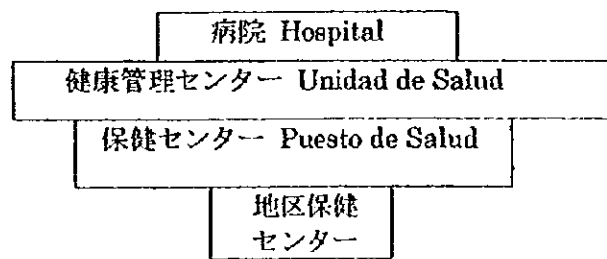 病院 Hospital
健康管理センター Unidad de Salud
保健センター Puesto de Salud
地区保健
センター